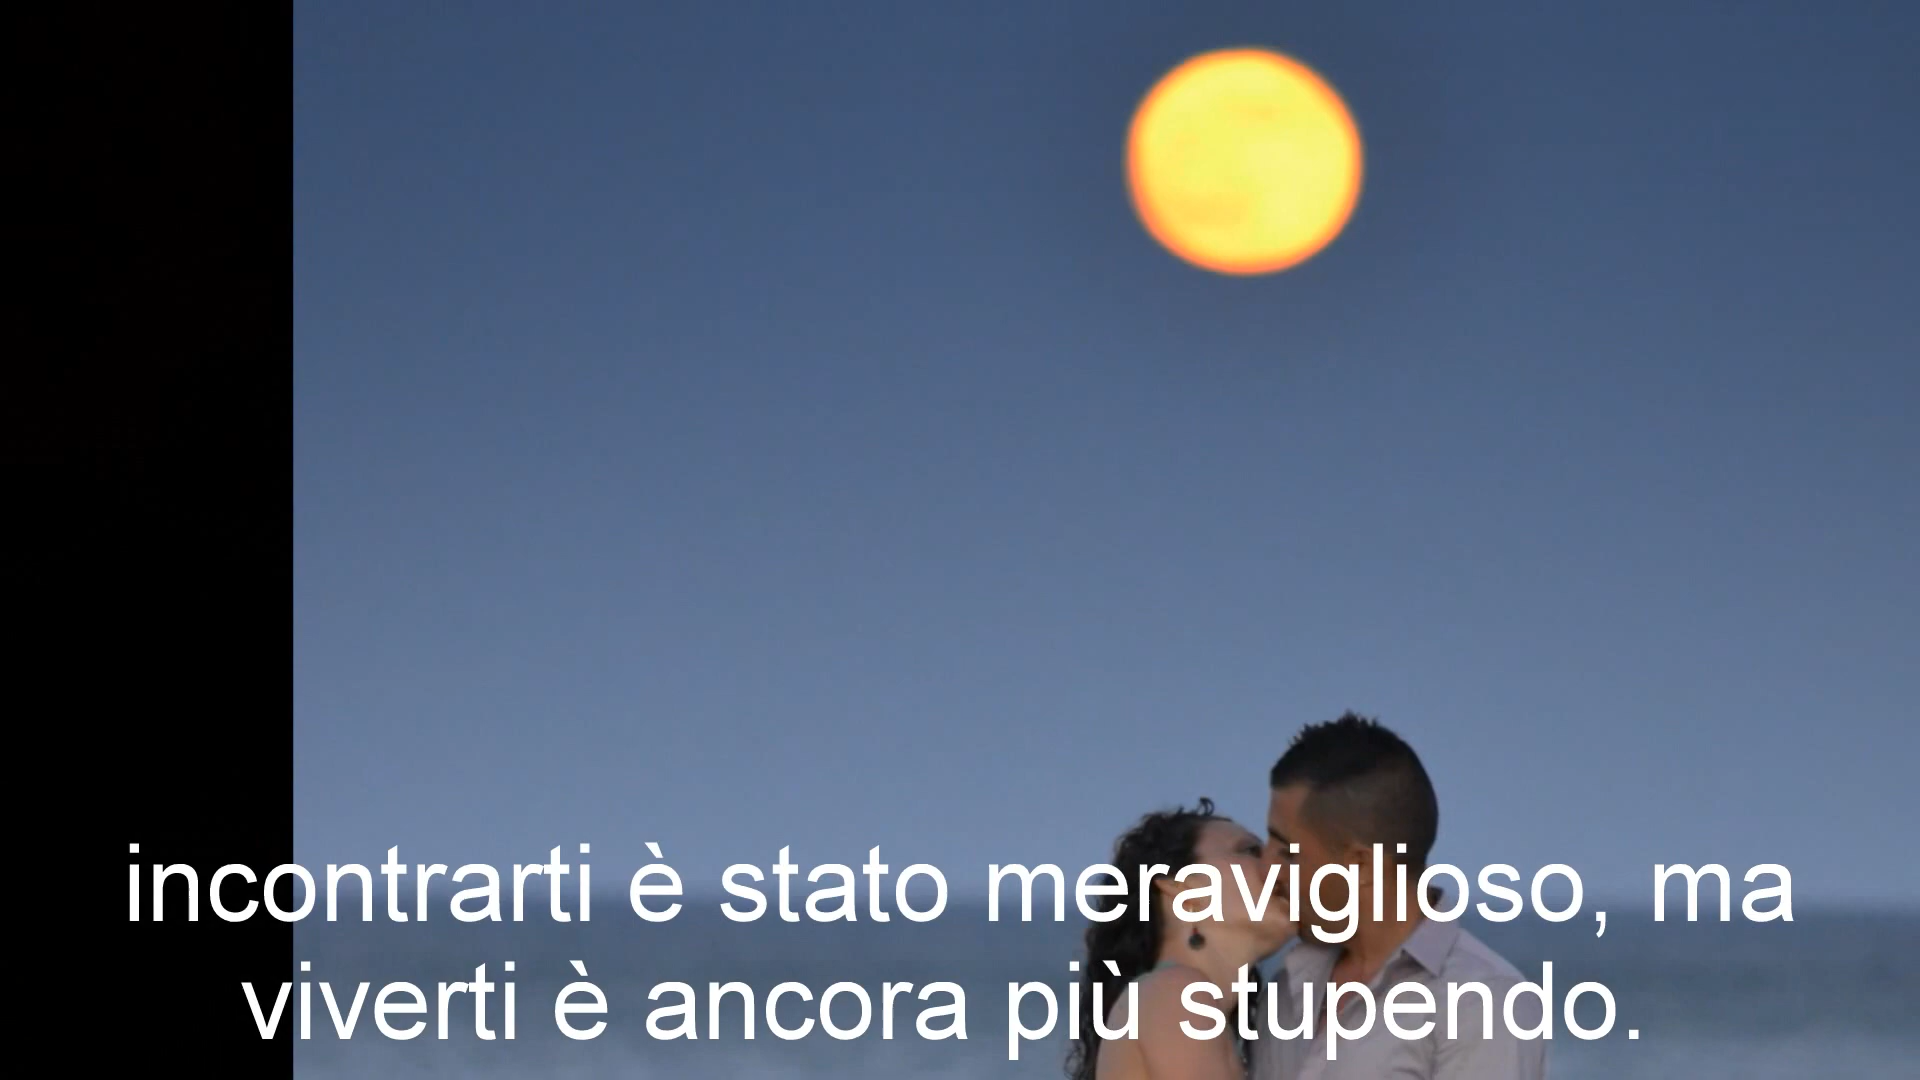 incontrarti è stato meraviglioso, ma
viverti è ancora più stupendo.